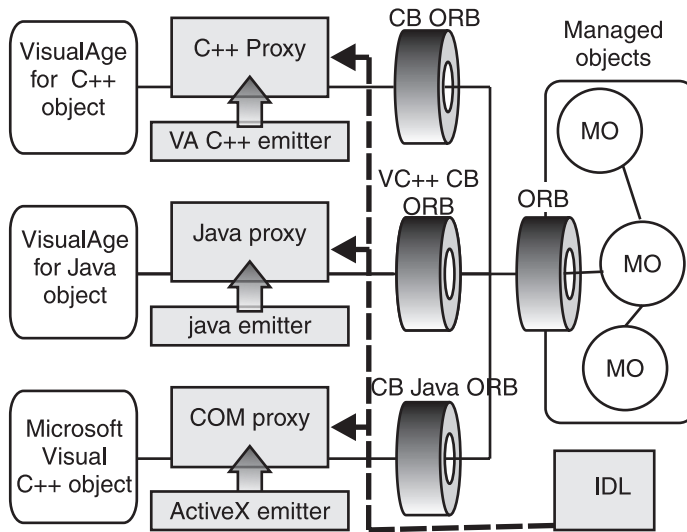 CB ORB
VisualAge
for C++
object
C++ Proxy
VA C++ emitter
Managed
objects
MO
VC++ CB
ORB
ORB
VisualAge
for Java
object
Java proxy
java emitter
MO
MO
CB Java ORB
Microsoft
Visual
C++ object
COM proxy
ActiveX emitter
IDL